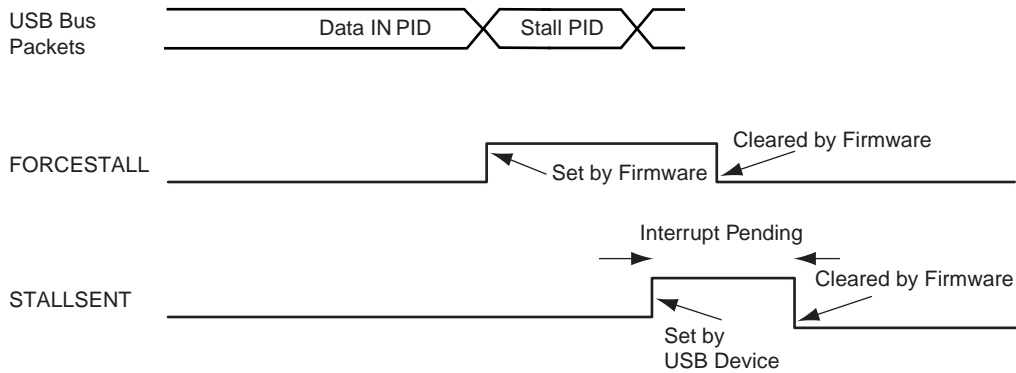 USB Bus
Packets
Data IN PID
Stall PID
FORCESTALL
Set by Firmware
Cleared by Firmware
Interrupt Pending
STALLSENT
Cleared by Firmware
Set by
USB Device